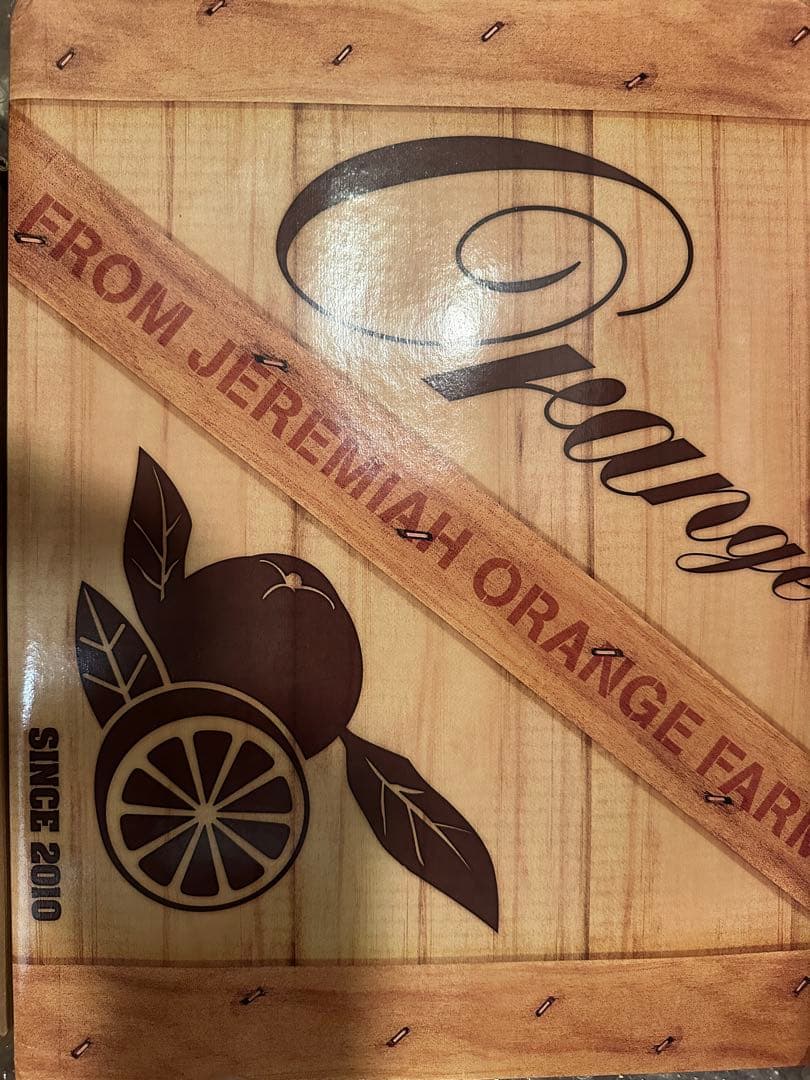 Orange
FROM JEREMIAH ORANGE FARM
SINCE 2010